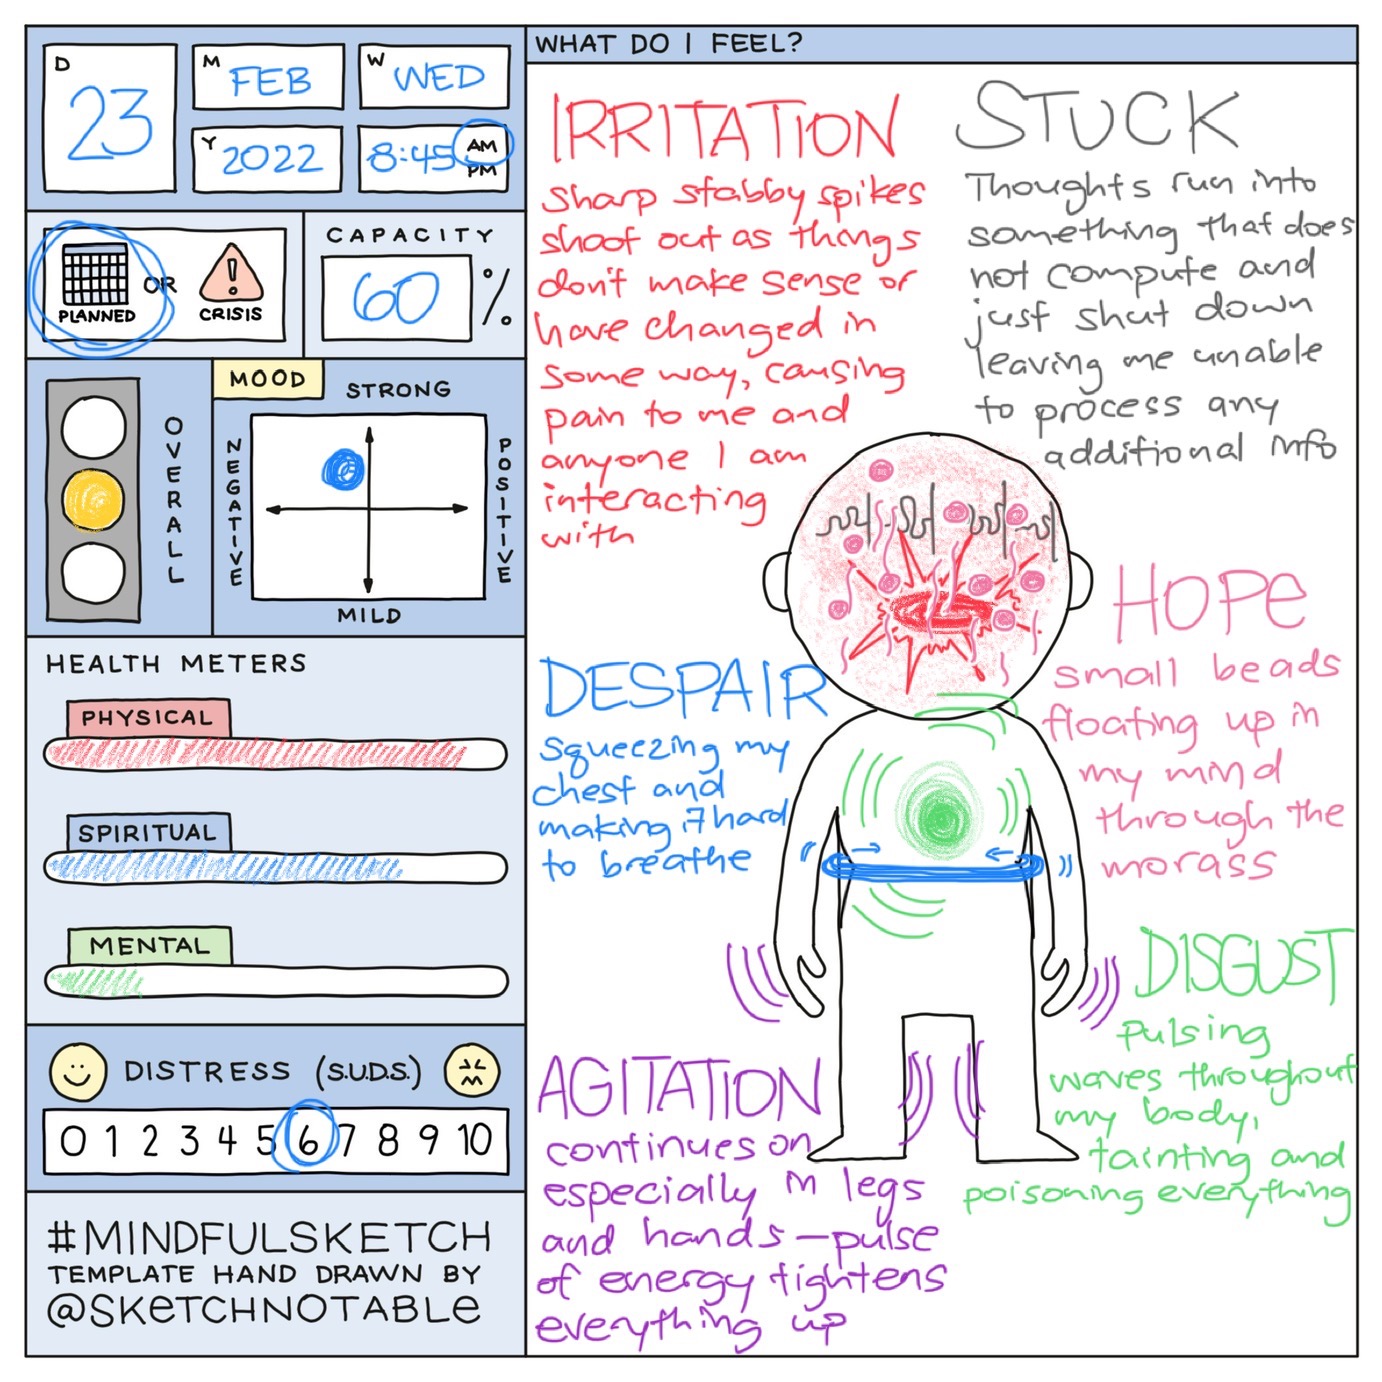 D
23
M
FEB
W
WED
Y
2022
8:45 AM
PM
PLANNED
OR
CRISIS
CAPACITY
60 %
OVERALL
MOOD
STRONG
NEGATIVE
POSITIVE
MILD
HEALTH METERS
PHYSICAL
SPIRITUAL
MENTAL
DISTRESS (S.U.D.S.)
0 1 2 3 4 5 6 7 8 9 10
#MINDFULSKETCH
TEMPLATE HAND DRAWN BY
@SKETCHNOTABLE
WHAT DO I FEEL?
IRRITATION
sharp stabby spikes
shoot out as things
don't make sense or
have changed in
some way, causing
pain to me and
anyone I am
interacting
with
STUCK
Thoughts run into
something that does
not compute and
just shut down
leaving me unable
to process any
additional info
DESPAIR
squeezing my
chest and
making it hard
to breathe
HOPE
small beads
floating up in
my mind
through the
morass
DISGUST
pulsing
waves throughout
my body,
tainting and
poisoning everything
AGITATION
continues on
especially in legs
and hands – pulse
of energy tightens
everything up